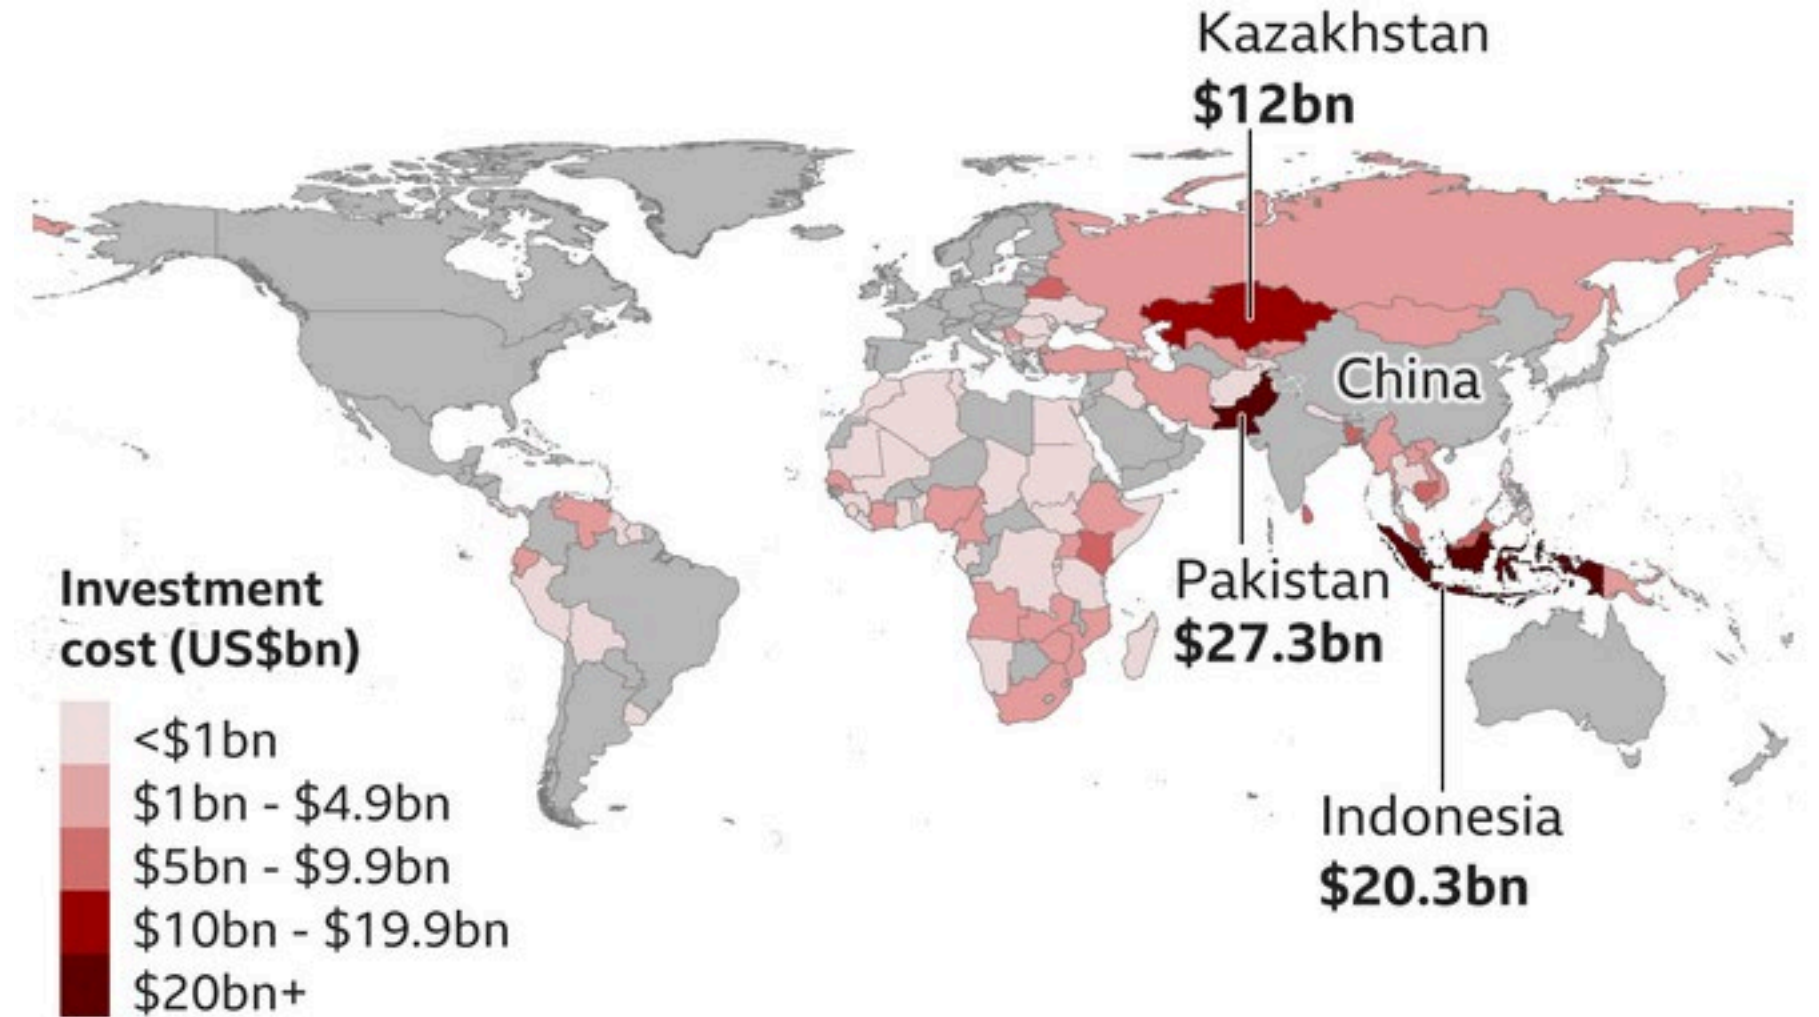 Kazakhstan
$12bn
China
Pakistan
$27.3bn
Indonesia
$20.3bn
Investment
cost (US$bn)
<$1bn
$1bn - $4.9bn
$5bn - $9.9bn
$10bn - $19.9bn
$20bn+